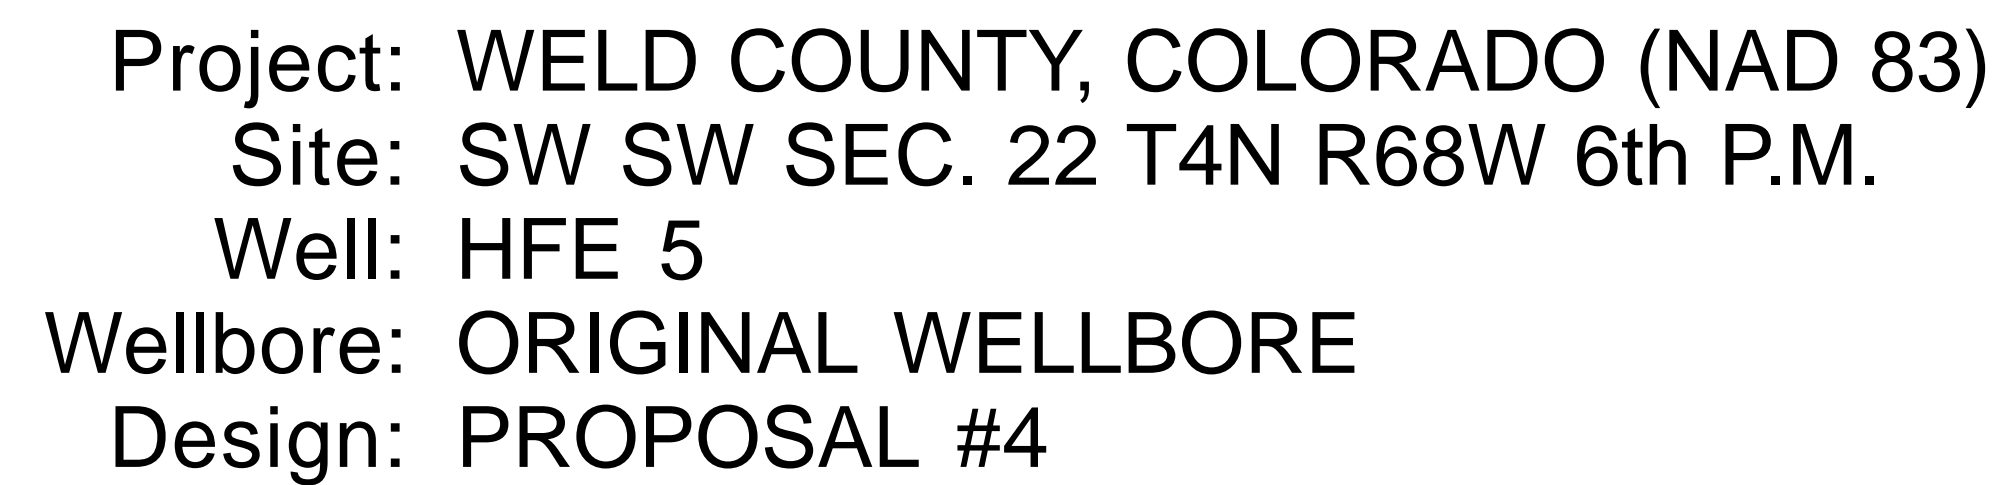 Project: WELD COUNTY, COLORADO (NAD 83)
Site: SW SW SEC. 22 T4N R68W 6th P.M.
Well: HFE 5
Wellbore: ORIGINAL WELLBORE
Design: PROPOSAL #4